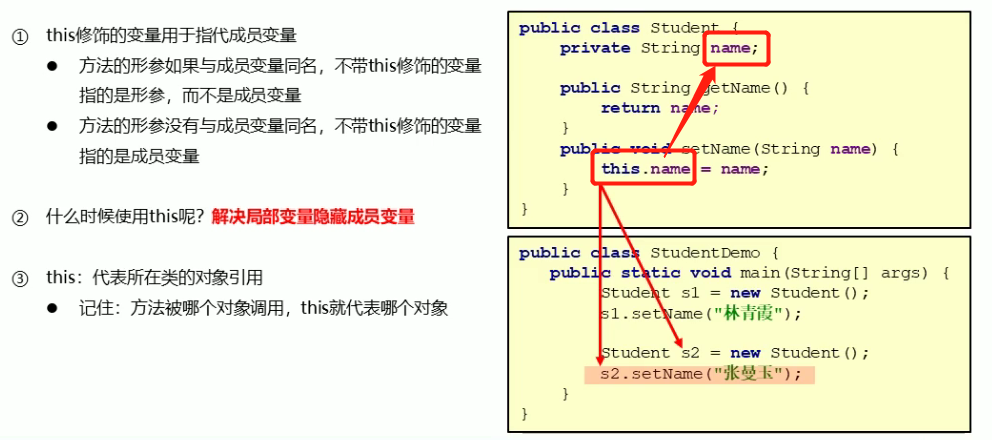 ① this修饰的变量用于指代成员变量
● 方法的形参如果与成员变量同名，不带this修饰的变量
指的是形参，而不是成员变量
● 方法的形参没有与成员变量同名，不带this修饰的变量
指的是成员变量
② 什么时候使用this呢？解决局部变量隐藏成员变量
③ this：代表所在类的对象引用
● 记住：方法被哪个对象调用，this就代表哪个对象
public class Student {
private String name;
public String getName() {
return name;
}
public void setName(String name) {
this.name = name;
}
}
public class StudentDemo {
public static void main(String[] args) {
Student s1 = new Student();
s1.setName("林青霞");
Student s2 = new Student();
s2.setName("张曼玉");
}
}